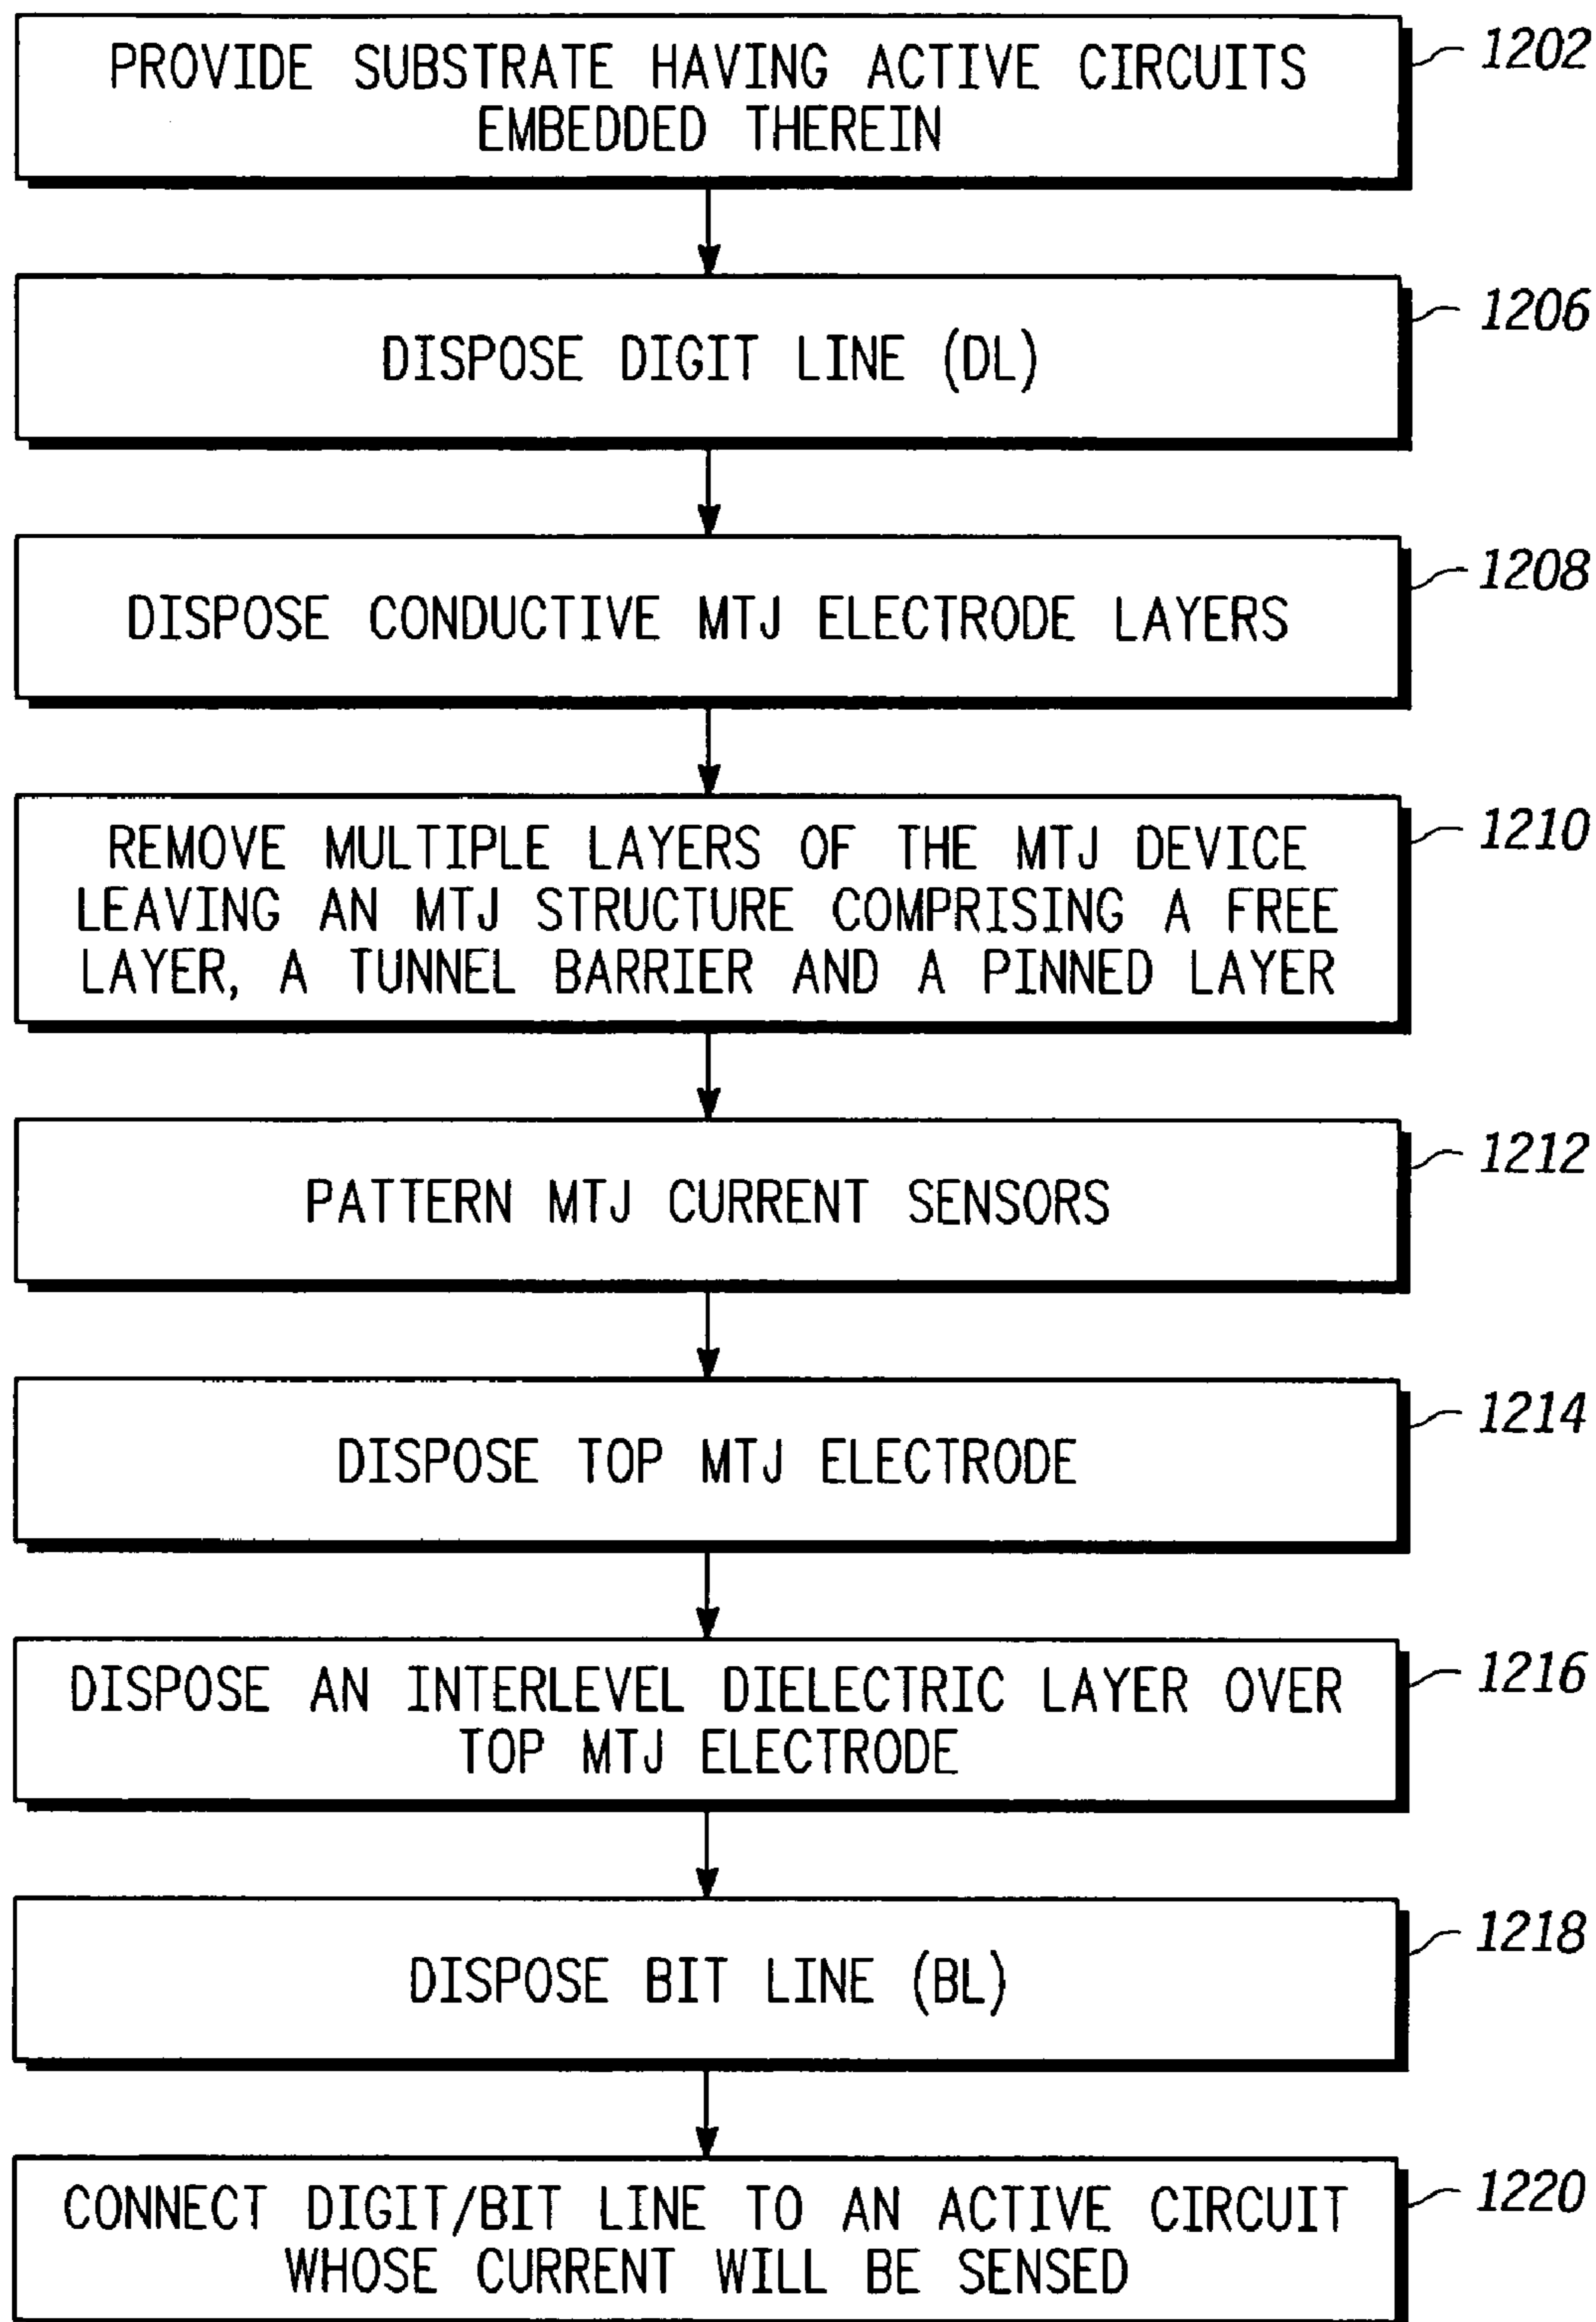 PROVIDE SUBSTRATE HAVING ACTIVE CIRCUITS
EMBEDDED THEREIN
1202
DISPOSE DIGIT LINE (DL)
1206
DISPOSE CONDUCTIVE MTJ ELECTRODE LAYERS
1208
REMOVE MULTIPLE LAYERS OF THE MTJ DEVICE
LEAVING AN MTJ STRUCTURE COMPRISING A FREE
LAYER, A TUNNEL BARRIER AND A PINNED LAYER
1210
PATTERN MTJ CURRENT SENSORS
1212
DISPOSE TOP MTJ ELECTRODE
1214
DISPOSE AN INTERLEVEL DIELECTRIC LAYER OVER
TOP MTJ ELECTRODE
1216
DISPOSE BIT LINE (BL)
1218
CONNECT DIGIT/BIT LINE TO AN ACTIVE CIRCUIT
WHOSE CURRENT WILL BE SENSED
1220